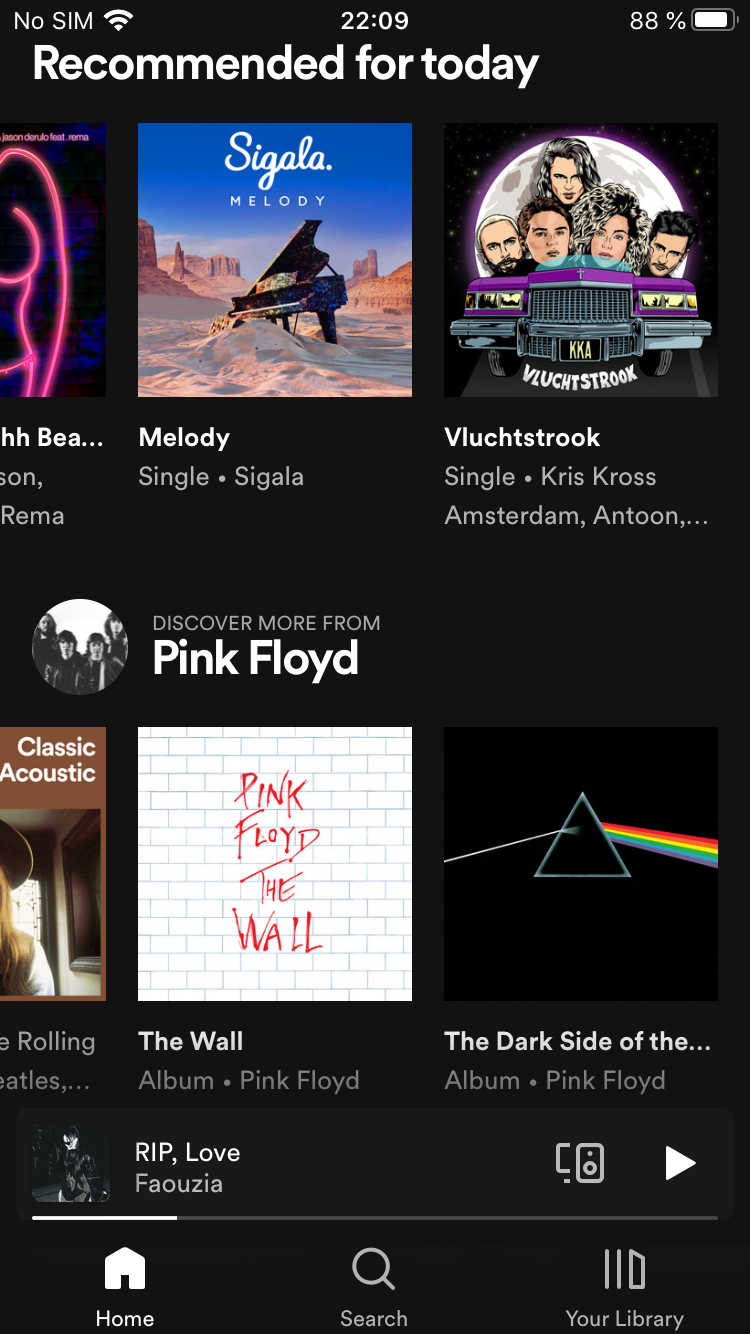 No SIM 22:09 88 %
Recommended for today
jason derulo feat. rema
Sigala.
MELODY
KKA
VLUCHTSTROOK
hh Bea... Melody Vluchtstrook
son, Single • Sigala Single • Kris Kross
Rema Amsterdam, Antoon,...
DISCOVER MORE FROM
Pink Floyd
Classic
Acoustic
PINK
FLOYD
THE
WALL
e Rolling The Wall The Dark Side of the...
eatles,... Album • Pink Floyd Album • Pink Floyd
RIP, Love
Faouzia
Home Search Your Library